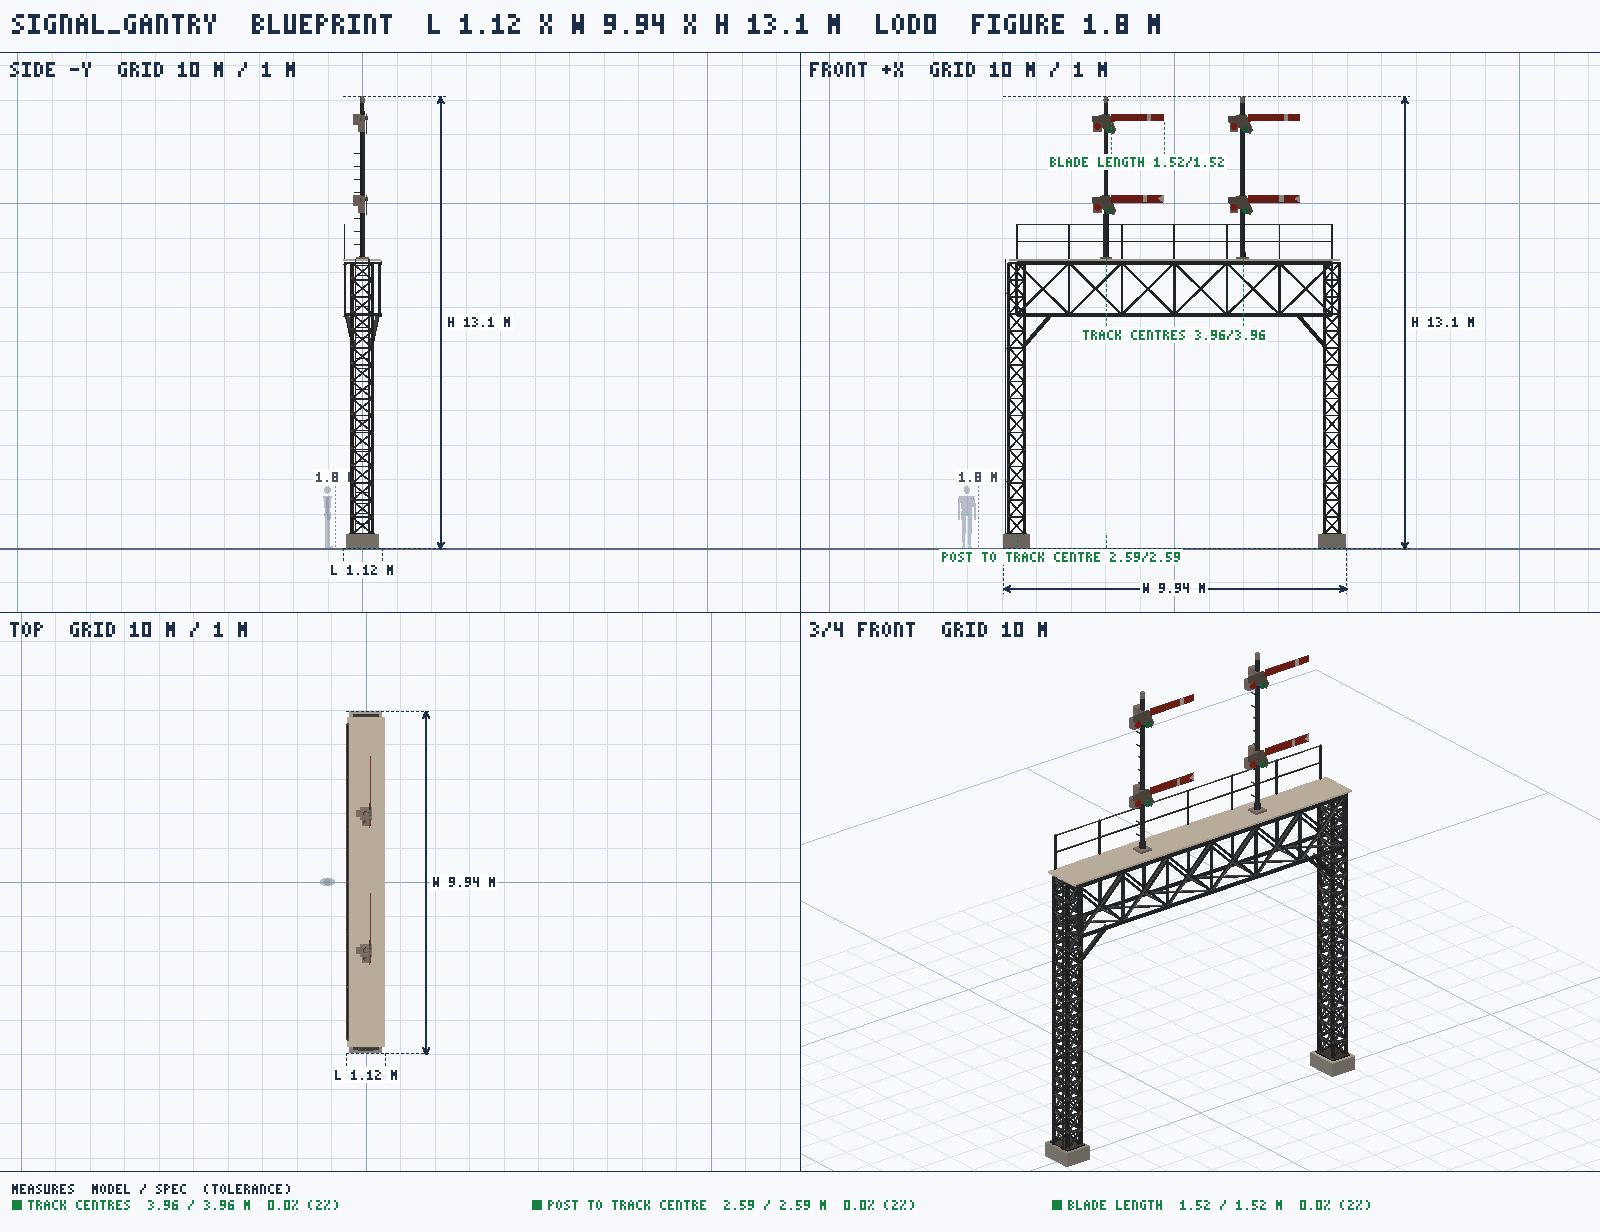 SIGNAL_GANTRY BLUEPRINT L 1.12 X W 9.94 X H 13.1 M LOD0 FIGURE 1.8 M
SIDE -Y GRID 10 M / 1 M
H 13.1 M
1.8 M
L 1.12 M
FRONT +X GRID 10 M / 1 M
BLADE LENGTH 1.52/1.52
H 13.1 M
TRACK CENTRES 3.96/3.96
1.8 M
POST TO TRACK CENTRE 2.59/2.59
W 9.94 M
TOP GRID 10 M / 1 M
W 9.94 M
L 1.12 M
3/4 FRONT GRID 10 M
MEASURES MODEL / SPEC (TOLERANCE)
TRACK CENTRES 3.96 / 3.96 M 0.0% (2%)
POST TO TRACK CENTRE 2.59 / 2.59 M 0.0% (2%)
BLADE LENGTH 1.52 / 1.52 M 0.0% (2%)